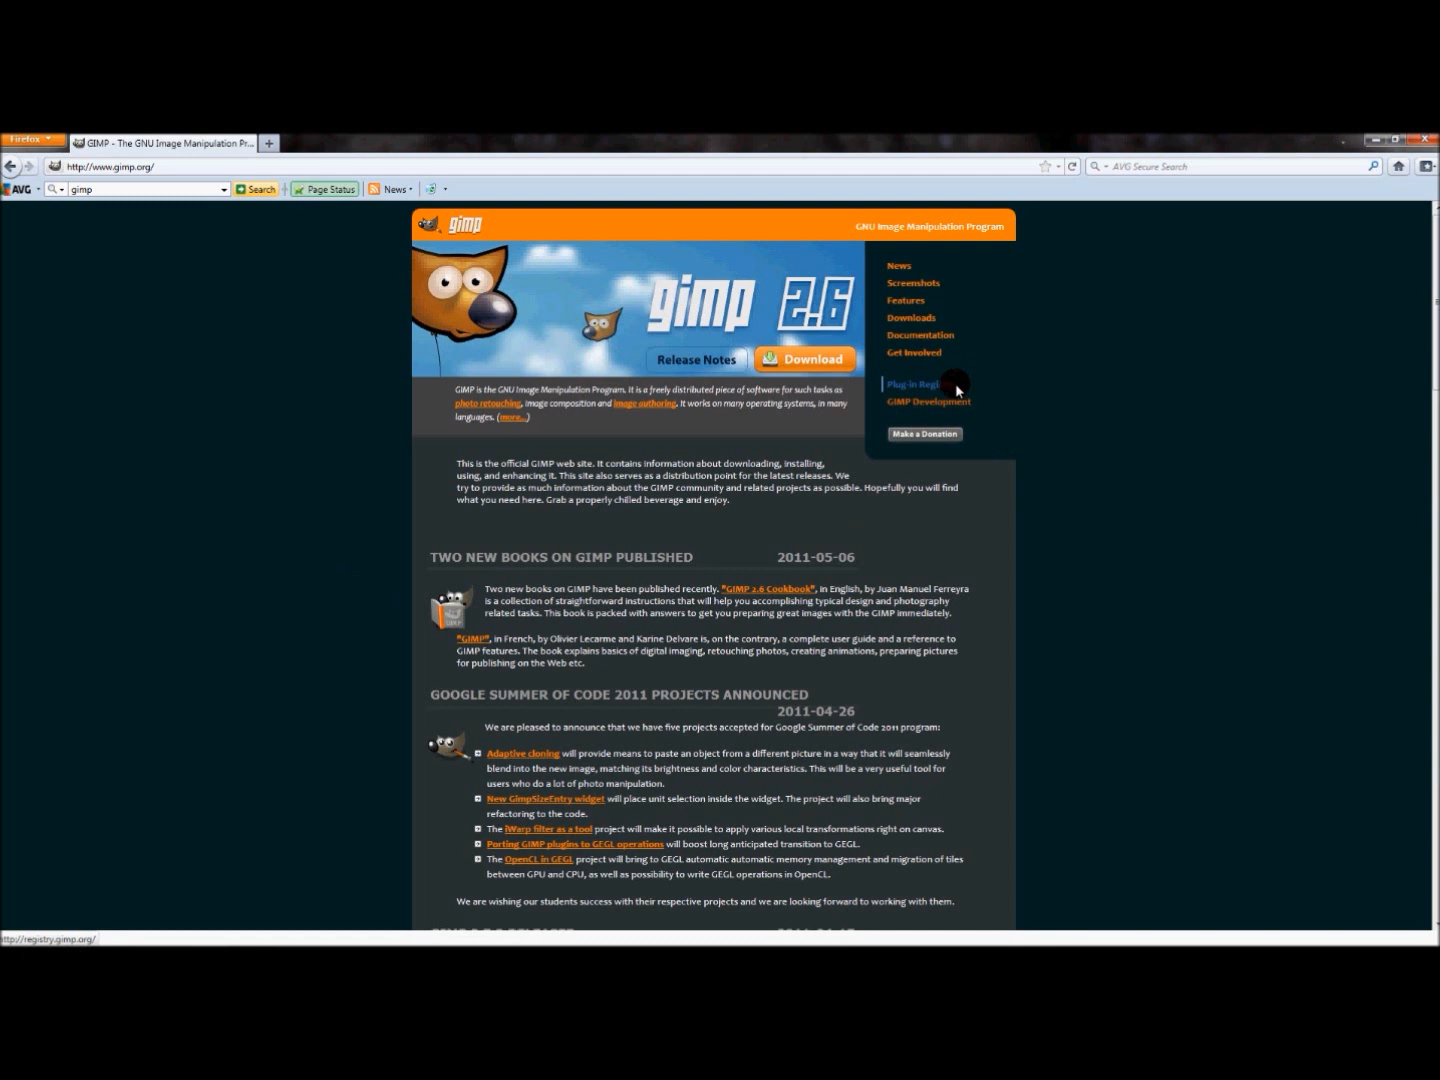 Firefox
GIMP - The GNU Image Manipulation Pr...
http://www.gimp.org/
AVG Secure Search
AVG
gimp
Search
Page Status
News
gimp
GNU Image Manipulation Program
gimp 2.6
Release Notes
Download
News
Screenshots
Features
Downloads
Documentation
Get Involved
Plug-in
GIMP Development
Make a Donation
GIMP is the GNU Image Manipulation Program. It is a freely distributed piece of software for such tasks as
photo retouching, image composition and image authoring. It works on many operating systems, in many
languages. (more...)
This is the official GIMP web site. It contains information about downloading, installing,
using, and enhancing it. This site also serves as a distribution point for the latest releases. We
try to provide as much information about the GIMP community and related projects as possible. Hopefully you will find
what you need here. Grab a properly chilled beverage and enjoy.
TWO NEW BOOKS ON GIMP PUBLISHED 2011-05-06
Two new books on GIMP have been published recently. "GIMP 2.6 Cookbook", in English, by Juan Manuel Ferreyra
is a collection of straightforward instructions that will help you accomplishing typical design and photography
related tasks. This book is packed with answers to get you preparing great images with the GIMP immediately.
"GIMP", in French, by Olivier Lecarme and Karine Delvare is, on the contrary, a complete user guide and a reference to
GIMP features. The book explains basics of digital imaging, retouching photos, creating animations, preparing pictures
for publishing on the Web etc.
GOOGLE SUMMER OF CODE 2011 PROJECTS ANNOUNCED
2011-04-26
We are pleased to announce that we have five projects accepted for Google Summer of Code 2011 program:
Adaptive cloning will provide means to paste an object from a different picture in a way that it will seamlessly
blend into the new image, matching its brightness and color characteristics. This will be a very useful tool for
users who do a lot of photo manipulation.
New GimpSizeEntry widget will place unit selection inside the widget. The project will also bring major
refactoring to the code.
The iWarp filter as a tool project will make it possible to apply various local transformations right on canvas.
Porting GIMP plugins to GEGL operations will boost long anticipated transition to GEGL.
The OpenCL in GEGL project will bring to GEGL automatic automatic memory management and migration of tiles
between GPU and CPU, as well as possibility to write GEGL operations in OpenCL.
We are wishing our students success with their respective projects and we are looking forward to working with them.
http://registry.gimp.org/